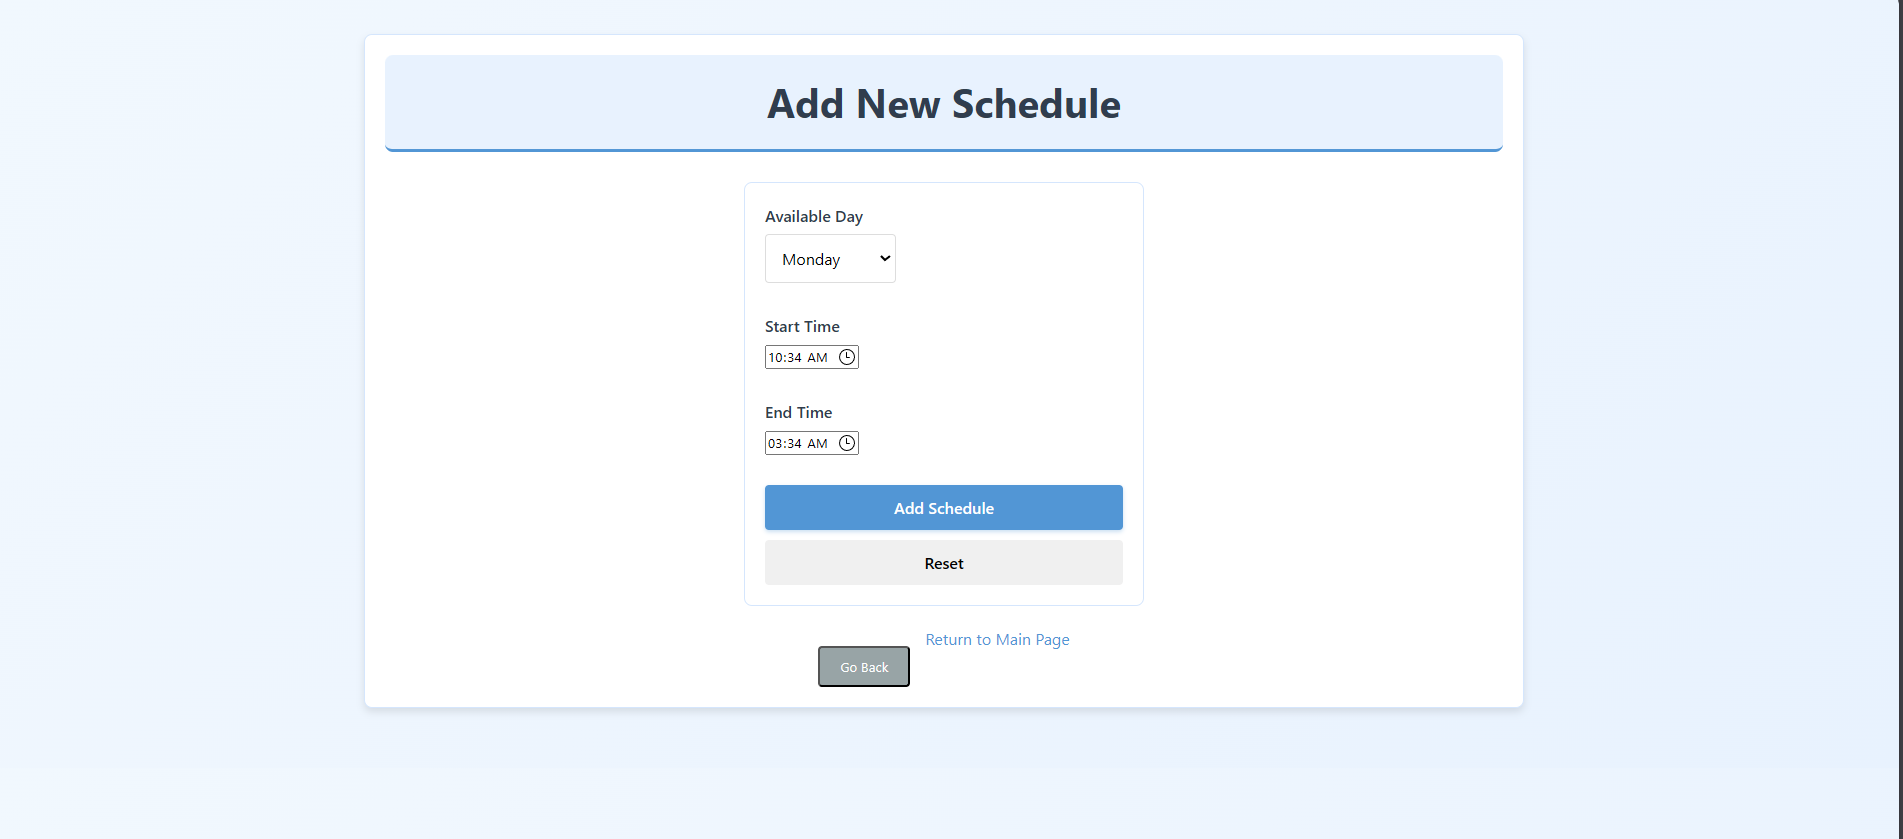 Add New Schedule
Available Day
Monday
Start Time
10:34 AM
End Time
03:34 AM
Add Schedule
Reset
Return to Main Page
Go Back